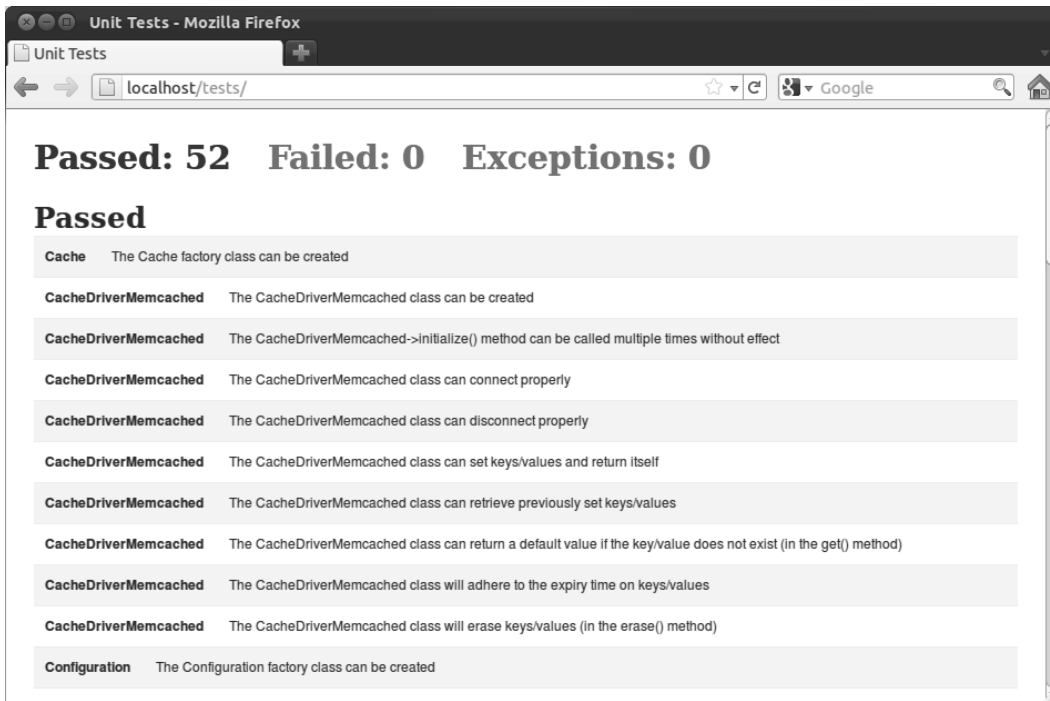 Unit Tests - Mozilla Firefox
Unit Tests
localhost/tests/ Google
Passed: 52 Failed: 0 Exceptions: 0
Passed
Cache The Cache factory class can be created
CacheDriverMemcached The CacheDriverMemcached class can be created
CacheDriverMemcached The CacheDriverMemcached->initialize() method can be called multiple times without effect
CacheDriverMemcached The CacheDriverMemcached class can connect properly
CacheDriverMemcached The CacheDriverMemcached class can disconnect properly
CacheDriverMemcached The CacheDriverMemcached class can set keys/values and return itself
CacheDriverMemcached The CacheDriverMemcached class can retrieve previously set keys/values
CacheDriverMemcached The CacheDriverMemcached class can return a default value if the key/value does not exist (in the get() method)
CacheDriverMemcached The CacheDriverMemcached class will adhere to the expiry time on keys/values
CacheDriverMemcached The CacheDriverMemcached class will erase keys/values (in the erase() method)
Configuration The Configuration factory class can be created